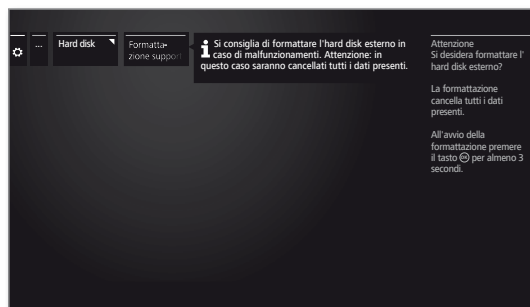 ...
Hard disk
Formatta-
zione support
Si consiglia di formattare l'hard disk esterno in
caso di malfunzionamenti. Attenzione: in
questo caso saranno cancellati tutti i dati presenti.
Attenzione
Si desidera formattare l'
hard disk esterno?
La formattazione
cancella tutti i dati
presenti.
All'avvio della
formattazione premere
il tasto OK per almeno 3
secondi.